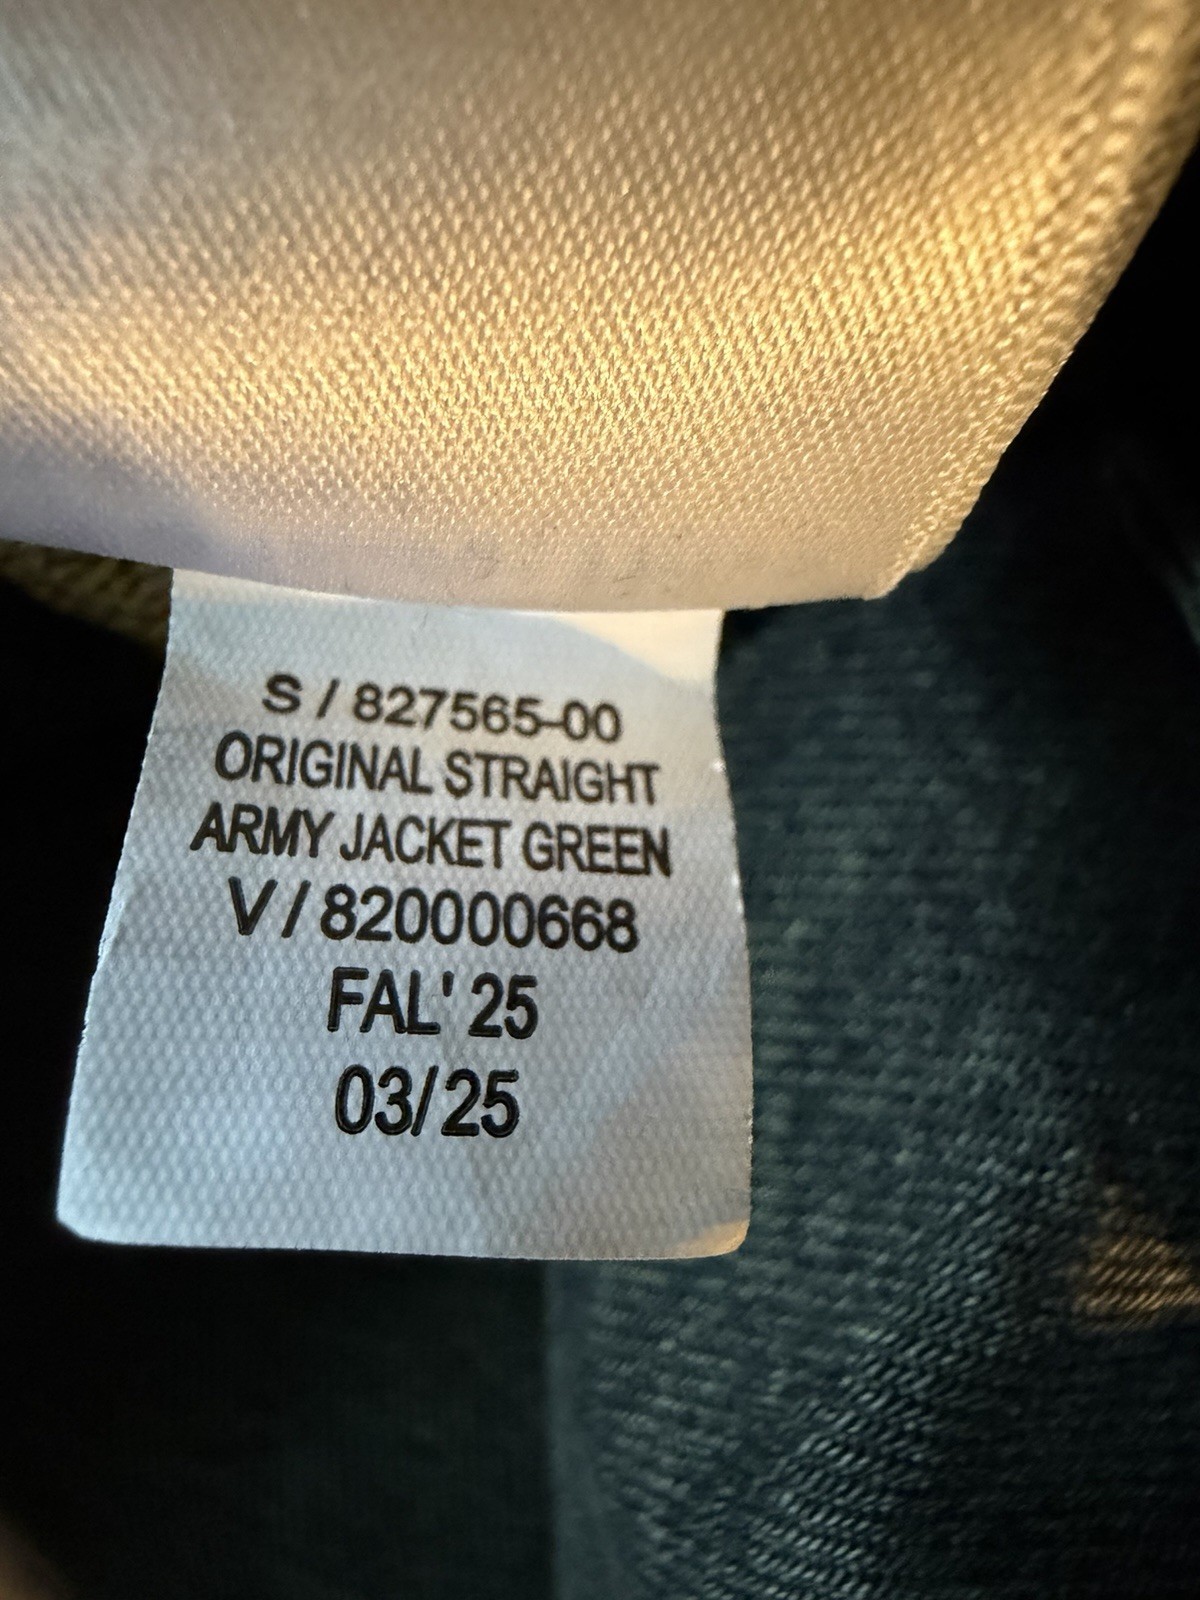 S / 827565-00
ORIGINAL STRAIGHT
ARMY JACKET GREEN
V / 820000668
FAL' 25
03/25